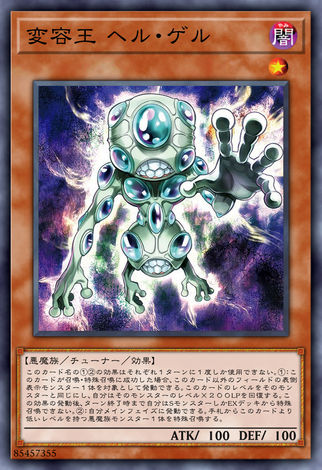 変容王 ヘル・ゲル
やみ
闇
【悪魔族／チューナー／効果】
このカード名の①②の効果はそれぞれ１ターンに１度しか使用できない。①：こ
のカードが召喚・特殊召喚に成功した場合、このカード以外のフィールドの表側
表示モンスター１体を対象として発動できる。このカードのレベルをそのモンス
ターと同じにし、自分はそのモンスターのレベル×２００LPを回復する。こ
の効果の発動後、ターン終了時まで自分はSモンスターしかEXデッキから特殊
召喚できない。②：自分メインフェイズに発動できる。手札からこのカードより
低いレベルを持つ悪魔族モンスター１体を特殊召喚する。
ATK/ 100 DEF/ 100
85457355